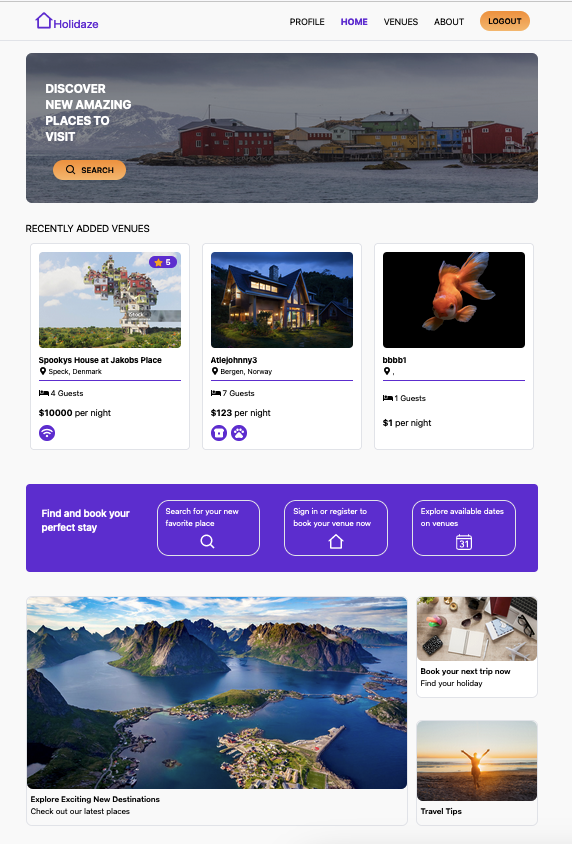 Holidaze
PROFILE
HOME
VENUES
ABOUT
LOGOUT
DISCOVER
NEW AMAZING
PLACES TO
VISIT
SEARCH
RECENTLY ADDED VENUES
5
iStock
Spookys House at Jakobs Place
Speck, Denmark
4 Guests
$10000 per night
Atlejohnny3
Bergen, Norway
7 Guests
$123 per night
bbbb1
,
1 Guests
$1 per night
Find and book your
perfect stay
Search for your new
favorite place
Sign in or register to
book your venue now
Explore available dates
on venues
31
Explore Exciting New Destinations
Check out our latest places
Book your next trip now
Find your holiday
Travel Tips